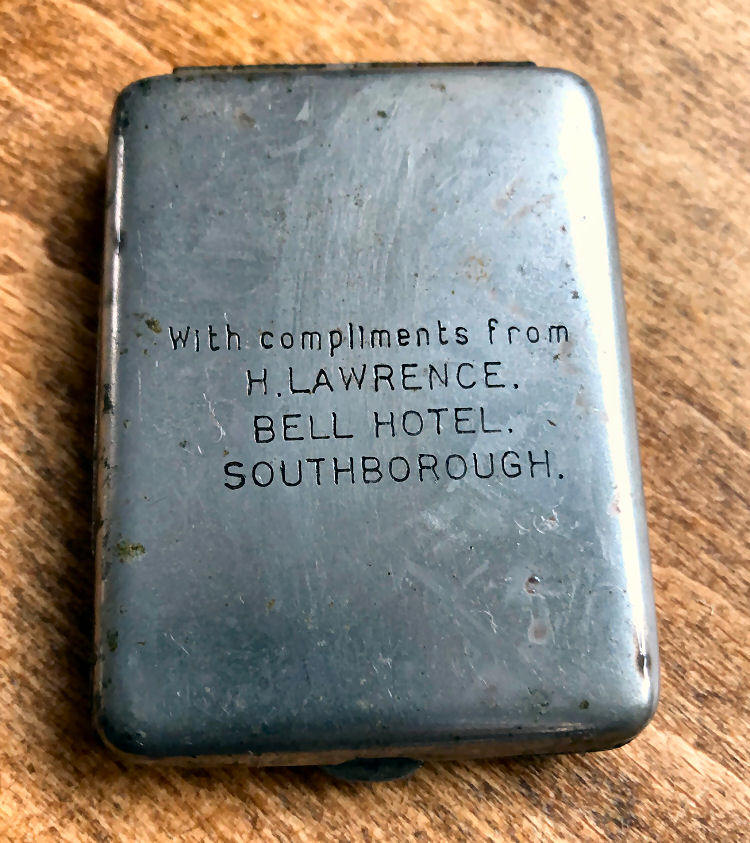 With compliments from
H.LAWRENCE.
BELL HOTEL.
SOUTHBOROUGH.